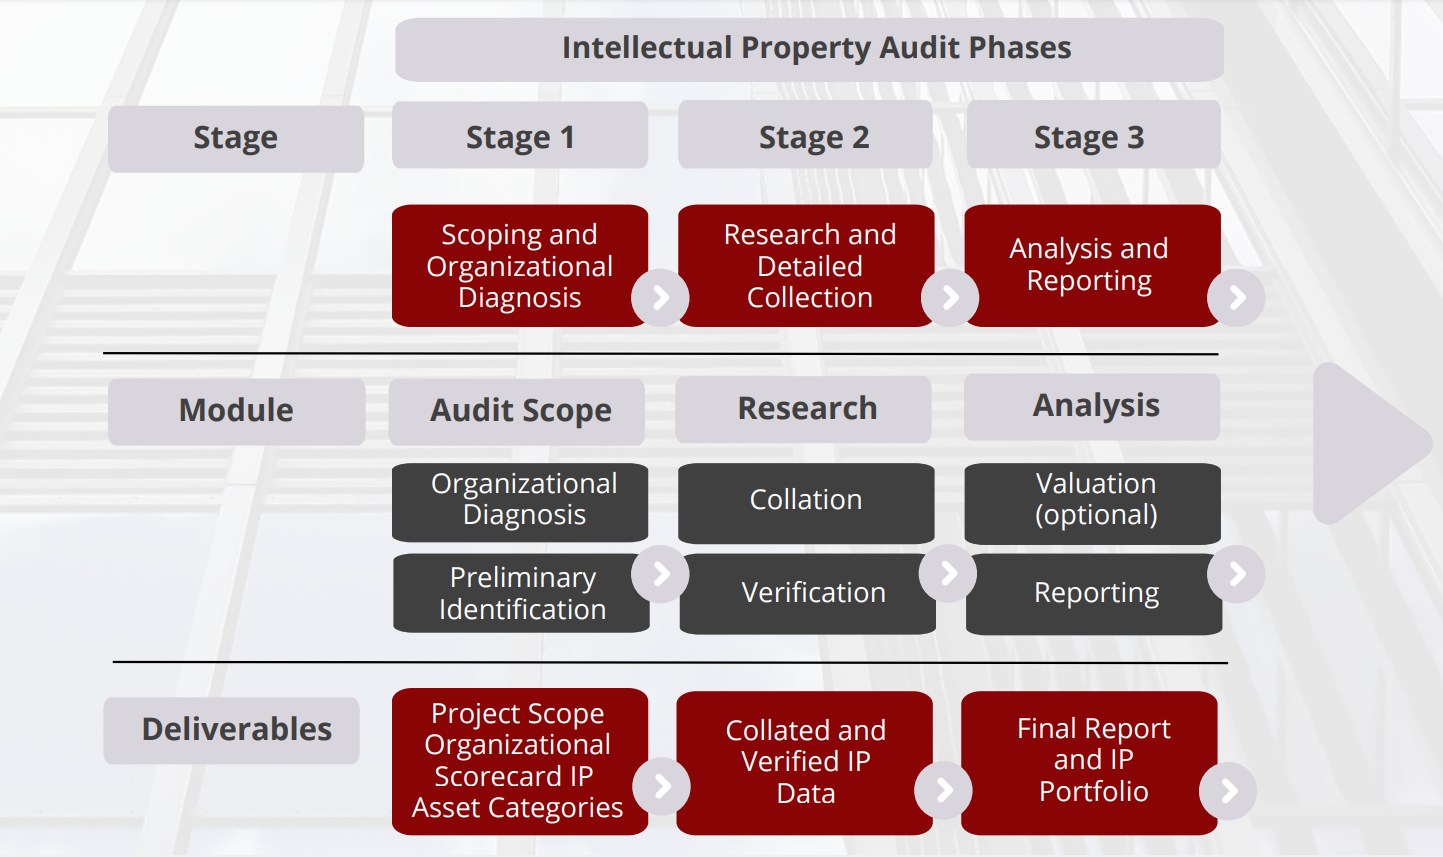 Intellectual Property Audit Phases
Stage
Stage 1
Stage 2
Stage 3
Scoping and
Organizational
Diagnosis
Research and
Detailed
Collection
Analysis and
Reporting
Module
Audit Scope
Research
Analysis
Organizational
Diagnosis
Collation
Valuation
(optional)
Preliminary
Identification
Verification
Reporting
Deliverables
Project Scope
Organizational
Scorecard IP
Asset Categories
Collated and
Verified IP
Data
Final Report
and IP
Portfolio